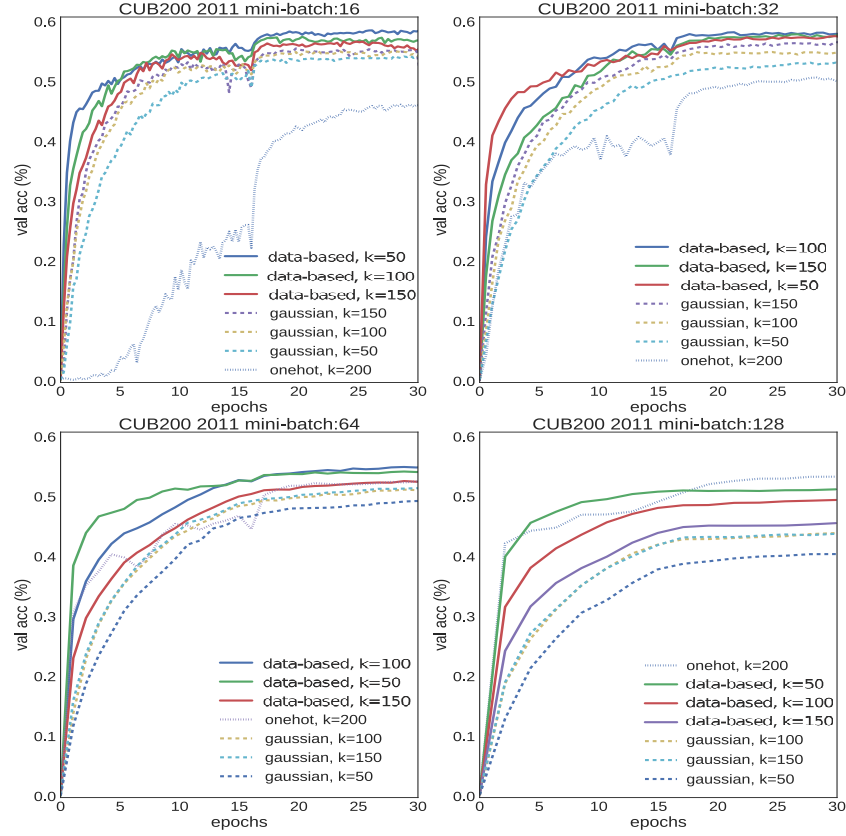 CUB200 2011 mini-batch:16
0.6
0.5
0.4
0.3
0.2
0.1
0.0
val acc (%)
data-based, k=50
data-based, k=100
data-based, k=150
gaussian, k=150
gaussian, k=100
gaussian, k=50
onehot, k=200
0 5 10 15 20 25 30
epochs
CUB200 2011 mini-batch:32
0.6
0.5
0.4
0.3
0.2
0.1
0.0
val acc (%)
data-based, k=100
data-based, k=150
data-based, k=50
gaussian, k=150
gaussian, k=100
gaussian, k=50
onehot, k=200
0 5 10 15 20 25 30
epochs
CUB200 2011 mini-batch:64
0.6
0.5
0.4
0.3
0.2
0.1
0.0
val acc (%)
data-based, k=100
data-based, k=50
data-based, k=150
onehot, k=200
gaussian, k=100
gaussian, k=150
gaussian, k=50
0 5 10 15 20 25 30
epochs
CUB200 2011 mini-batch:128
0.6
0.5
0.4
0.3
0.2
0.1
0.0
val acc (%)
onehot, k=200
data-based, k=50
data-based, k=100
data-based, k=150
gaussian, k=100
gaussian, k=150
gaussian, k=50
0 5 10 15 20 25 30
epochs